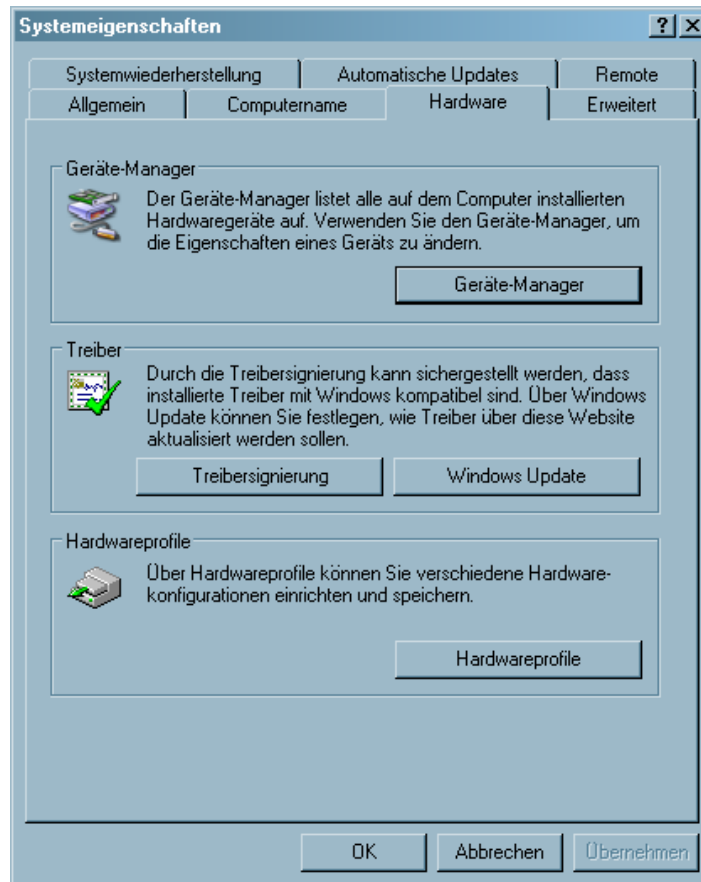 Systemeigenschaften
Systemwiederherstellung
Automatische Updates
Remote
Allgemein
Computername
Hardware
Erweitert
Geräte-Manager
Der Geräte-Manager listet alle auf dem Computer installierten
Hardwaregeräte auf. Verwenden Sie den Geräte-Manager, um
die Eigenschaften eines Geräts zu ändern.
Geräte-Manager
Treiber
Durch die Treibersignierung kann sichergestellt werden, dass
installierte Treiber mit Windows kompatibel sind. Über Windows
Update können Sie festlegen, wie Treiber über diese Website
aktualisiert werden sollen.
Treibersignierung
Windows Update
Hardwareprofile
Über Hardwareprofile können Sie verschiedene Hardware-
konfigurationen einrichten und speichern.
Hardwareprofile
OK
Abbrechen
Übernehmen